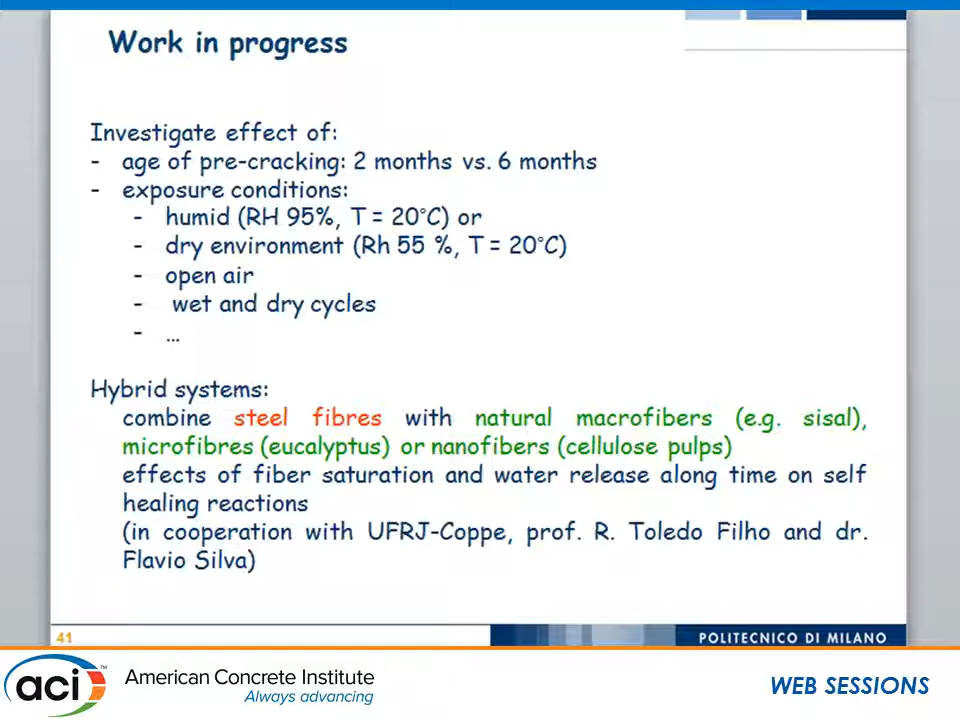 Work in progress
Investigate effect of:
- age of pre-cracking: 2 months vs. 6 months
- exposure conditions:
- humid (RH 95%, T = 20°C) or
- dry environment (Rh 55 %, T = 20°C)
- open air
- wet and dry cycles
- ...
Hybrid systems:
combine steel fibres with natural macrofibers (e.g. sisal),
microfibres (eucalyptus) or nanofibers (cellulose pulps)
effects of fiber saturation and water release along time on self
healing reactions
(in cooperation with UFRJ-Coppe, prof. R. Toledo Filho and dr.
Flavio Silva)
41
POLITECNICO DI MILANO
aci™
American Concrete Institute
Always advancing
WEB SESSIONS